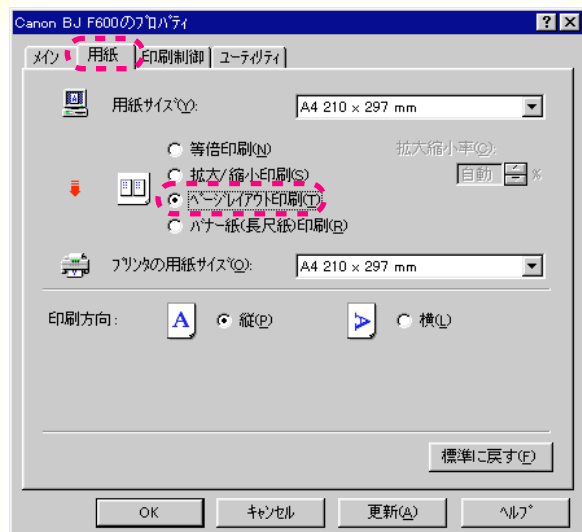 Canon BJ F600のﾌﾟﾛﾊﾟﾃｨ
ﾒｲﾝ 用紙 印刷制御 ﾕｰﾃｨﾘﾃｨ
用紙ｻｲｽﾞ(Y): A4 210 × 297 mm
等倍印刷(N) 拡大縮小率(C):
拡大/縮小印刷(S) 自動 %
ﾍﾟｰｼﾞﾚｲｱｳﾄ印刷(T)
ﾊﾞﾅｰ紙(長尺紙)印刷(R)
ﾌﾟﾘﾝﾀの用紙ｻｲｽﾞ(O): A4 210 × 297 mm
印刷方向: A 縦(P) A 横(L)
標準に戻す(F)
OK ｷｬﾝｾﾙ 更新(A) ﾍﾙﾌﾟ